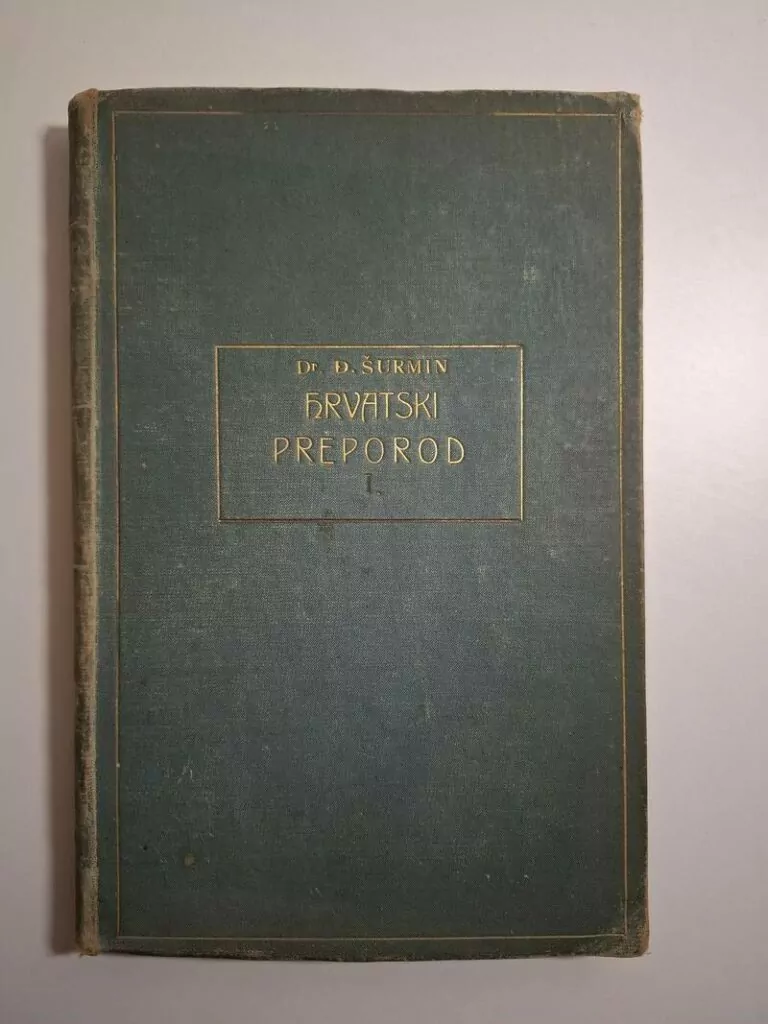 Dr. Đ. ŠURMIN
HRVATSKI
PREPOROD
I.